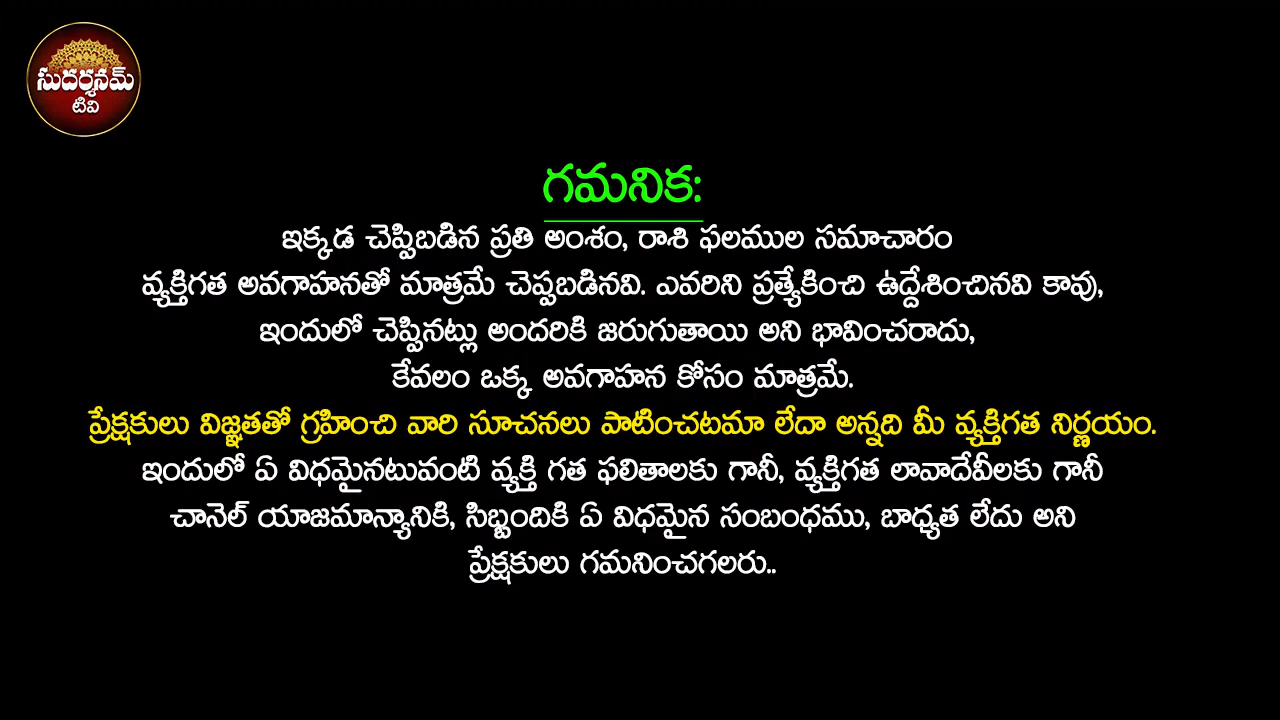 సుదర్శనమ్
టివి
గమనిక:
ఇక్కడ చెప్పిబడిన ప్రతి అంశం, రాశి ఫలముల సమాచారం
వ్యక్తిగత అవగాహనతో మాత్రమే చెప్పబడినవి. ఎవరిని ప్రత్యేకించి ఉద్దేశించినవి కావు,
ఇందులో చెప్పినట్లు అందరికి జరుగుతాయి అని భావించరాదు,
కేవలం ఒక్క అవగాహన కోసం మాత్రమే.
ప్రేక్షకులు విజ్ఞతతో గ్రహించి వారి సూచనలు పాటించటమా లేదా అన్నది మీ వ్యక్తిగత నిర్ణయం.
ఇందులో ఏ విధమైనటువంటి వ్యక్తి గత ఫలితాలకు గానీ, వ్యక్తిగత లావాదేవీలకు గానీ
చానెల్ యాజమాన్యానికి, సిబ్బందికి ఏ విధమైన సంబంధము, బాధ్యత లేదు అని
ప్రేక్షకులు గమనించగలరు..